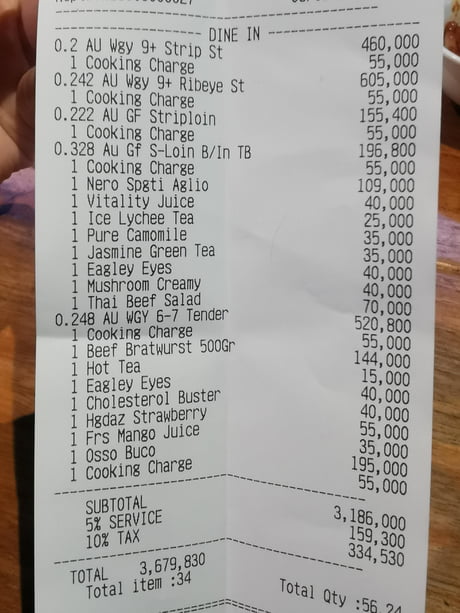 DINE IN
0.2 AU Wgy 9+ Strip St 460,000
1 Cooking Charge 55,000
0.242 AU Wgy 9+ Ribeye St 605,000
1 Cooking Charge 55,000
0.222 AU GF Striploin 155,400
1 Cooking Charge 55,000
0.328 AU Gf S-Loin B/In TB 196,800
1 Cooking Charge 55,000
1 Nero Spgti Aglio 109,000
1 Vitality Juice 40,000
1 Ice Lychee Tea 25,000
1 Pure Camomile 35,000
1 Jasmine Green Tea 35,000
1 Eagley Eyes 40,000
1 Mushroom Creamy 40,000
1 Thai Beef Salad 70,000
0.248 AU WGY 6-7 Tender 520,800
1 Cooking Charge 55,000
1 Beef Bratwurst 500Gr 144,000
1 Hot Tea 15,000
1 Eagley Eyes 40,000
1 Cholesterol Buster 40,000
1 Hgdaz Strawberry 55,000
1 Frs Mango Juice 35,000
1 Osso Buco 195,000
1 Cooking Charge 55,000
SUBTOTAL 3,186,000
5% SERVICE 159,300
10% TAX 334,530
TOTAL 3,679,830
Total item :34 Total Qty :56.24